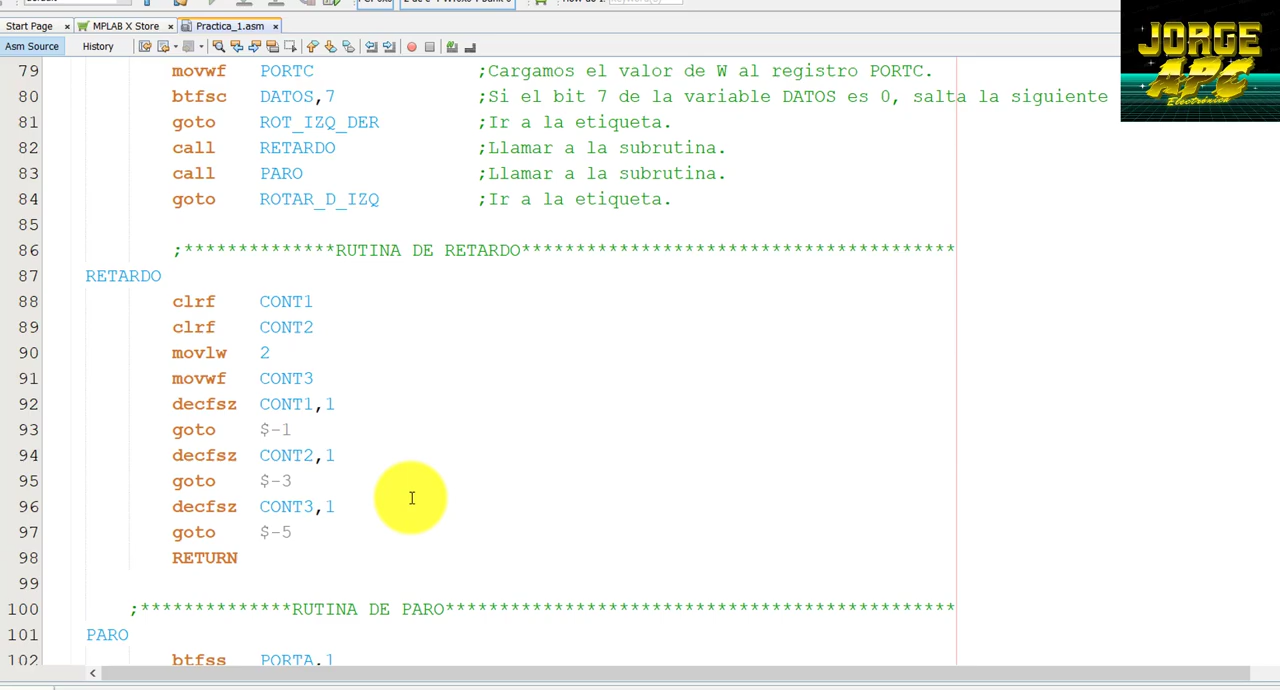 Start Page × MPLAB X Store × Practica_1.asm ×
Asm Source History
JORGE
APC
Electrónica
79 movwf PORTC ;Cargamos el valor de W al registro PORTC.
80 btfsc DATOS,7 ;Si el bit 7 de la variable DATOS es 0, salta la siguiente
81 goto ROT_IZQ_DER ;Ir a la etiqueta.
82 call RETARDO ;Llamar a la subrutina.
83 call PARO ;Llamar a la subrutina.
84 goto ROTAR_D_IZQ ;Ir a la etiqueta.
85
86 ;**************RUTINA DE RETARDO****************************************
87 RETARDO
88 clrf CONT1
89 clrf CONT2
90 movlw 2
91 movwf CONT3
92 decfsz CONT1,1
93 goto $-1
94 decfsz CONT2,1
95 goto $-3
96 decfsz CONT3,1
97 goto $-5
98 RETURN
99
100 ;**************RUTINA DE PARO***********************************************
101 PARO
102 btfss PORTA,1